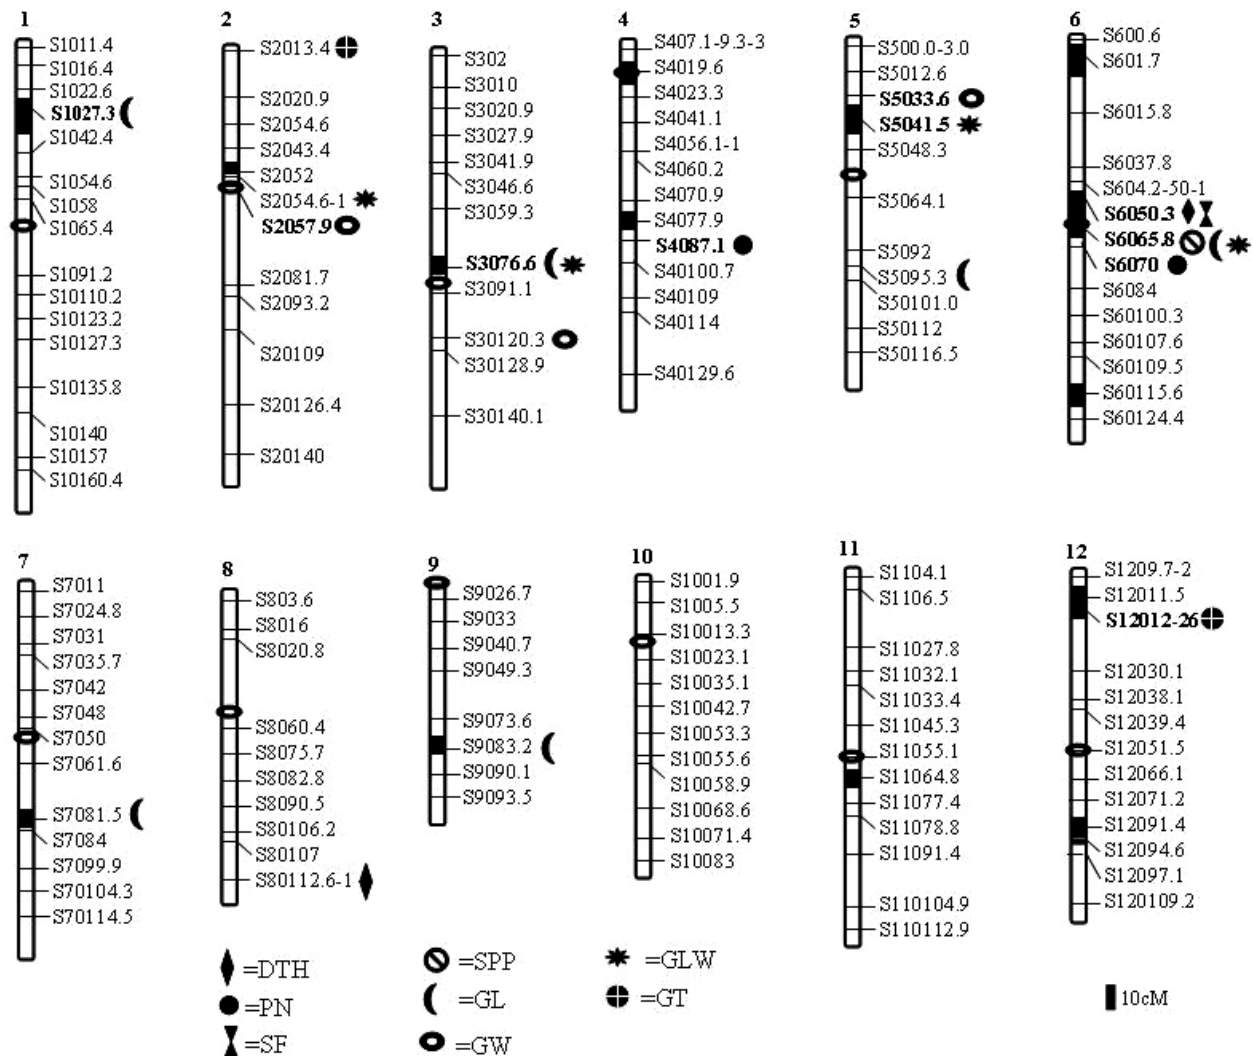 1
S1011.4
S1016.4
S1022.6
S1027.3
S1042.4
S1054.6
S1058
S1065.4
S1091.2
S10110.2
S10123.2
S10127.3
S10135.8
S10140
S10157
S10160.4
2
S2013.4
S2020.9
S2054.6
S2043.4
S2052
S2054.6-1
S2057.9
S2081.7
S2093.2
S20109
S20126.4
S20140
3
S302
S3010
S3020.9
S3027.9
S3041.9
S3046.6
S3059.3
S3076.6
S3091.1
S30120.3
S30128.9
S30140.1
4
S407.1-9.3-3
S4019.6
S4023.3
S4041.1
S4056.1-1
S4060.2
S4070.9
S4077.9
S4087.1
S40100.7
S40109
S40114
S40129.6
5
S500.0-3.0
S5012.6
S5033.6
S5041.5
S5048.3
S5064.1
S5092
S5095.3
S50101.0
S50112
S50116.5
6
S600.6
S601.7
S6015.8
S6037.8
S604.2-50-1
S6050.3
S6065.8
S6070
S6084
S60100.3
S60107.6
S60109.5
S60115.6
S60124.4
7
S7011
S7024.8
S7031
S7035.7
S7042
S7048
S7050
S7061.6
S7081.5
S7084
S7099.9
S70104.3
S70114.5
8
S803.6
S8016
S8020.8
S8060.4
S8075.7
S8082.8
S8090.5
S80106.2
S80107
S80112.6-1
9
S9026.7
S9033
S9040.7
S9049.3
S9073.6
S9083.2
S9090.1
S9093.5
10
S1001.9
S1005.5
S10013.3
S10023.1
S10035.1
S10042.7
S10053.3
S10055.6
S10058.9
S10068.6
S10071.4
S10083
11
S1104.1
S1106.5
S11027.8
S11032.1
S11033.4
S11045.3
S11055.1
S11064.8
S11077.4
S11078.8
S11091.4
S110104.9
S110112.9
12
S1209.7-2
S12011.5
S12012-26
S12030.1
S12038.1
S12039.4
S12051.5
S12066.1
S12071.2
S12091.4
S12094.6
S12097.1
S120109.2
=DTH
=PN
=SF
=SPP
=GL
=GW
=GLW
=GT
10cM